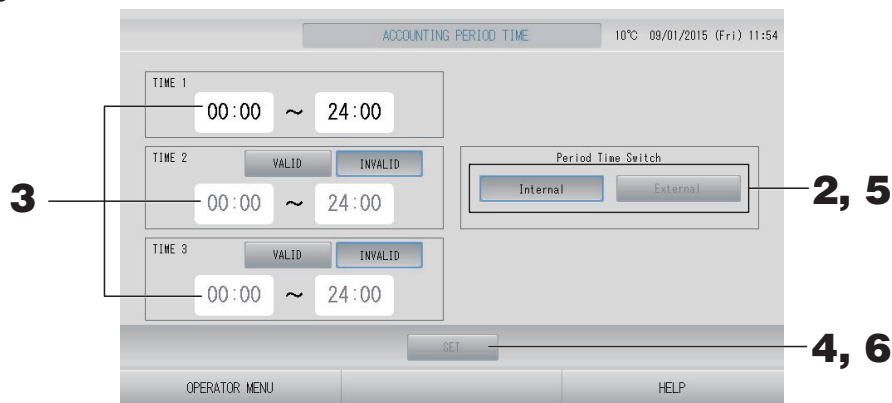 ACCOUNTING PERIOD TIME 10℃ 09/01/2015 (Fri) 11:54
TIME 1
00:00 ~ 24:00
TIME 2 VALID INVALID
00:00 ~ 24:00
TIME 3 VALID INVALID
00:00 ~ 24:00
Period Time Switch
Internal External
SET
OPERATOR MENU HELP
3
2, 5
4, 6